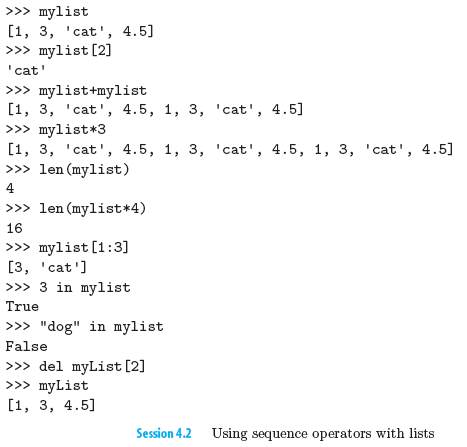 >>> mylist
[1, 3, 'cat', 4.5]
>>> mylist[2]
'cat'
>>> mylist+mylist
[1, 3, 'cat', 4.5, 1, 3, 'cat', 4.5]
>>> mylist*3
[1, 3, 'cat', 4.5, 1, 3, 'cat', 4.5, 1, 3, 'cat', 4.5]
>>> len(mylist)
4
>>> len(mylist*4)
16
>>> mylist[1:3]
[3, 'cat']
>>> 3 in mylist
True
>>> "dog" in mylist
False
>>> del myList[2]
>>> myList
[1, 3, 4.5]
Session 4.2 Using sequence operators with lists